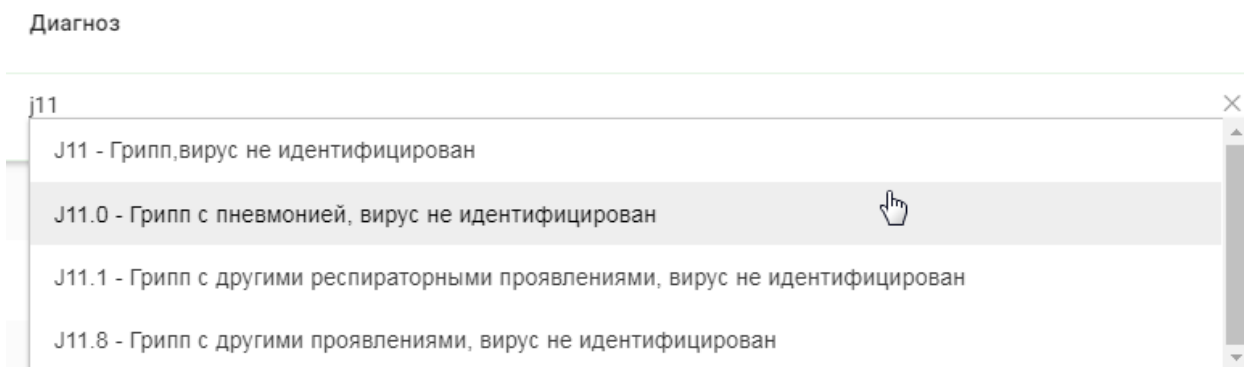 Диагноз
j11
J11 - Грипп,вирус не идентифицирован
J11.0 - Грипп с пневмонией, вирус не идентифицирован
J11.1 - Грипп с другими респираторными проявлениями, вирус не идентифицирован
J11.8 - Грипп с другими проявлениями, вирус не идентифицирован